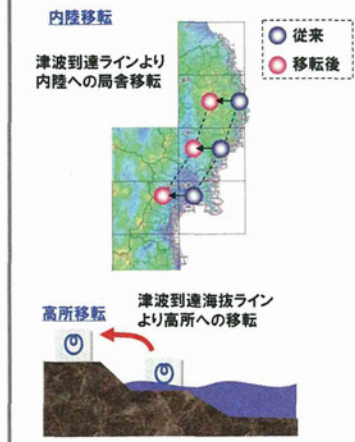 内陸移転
津波到達ラインより
内陸への局舎移転
従来
移転後
高所移転
津波到達海抜ライン
より高所への移転